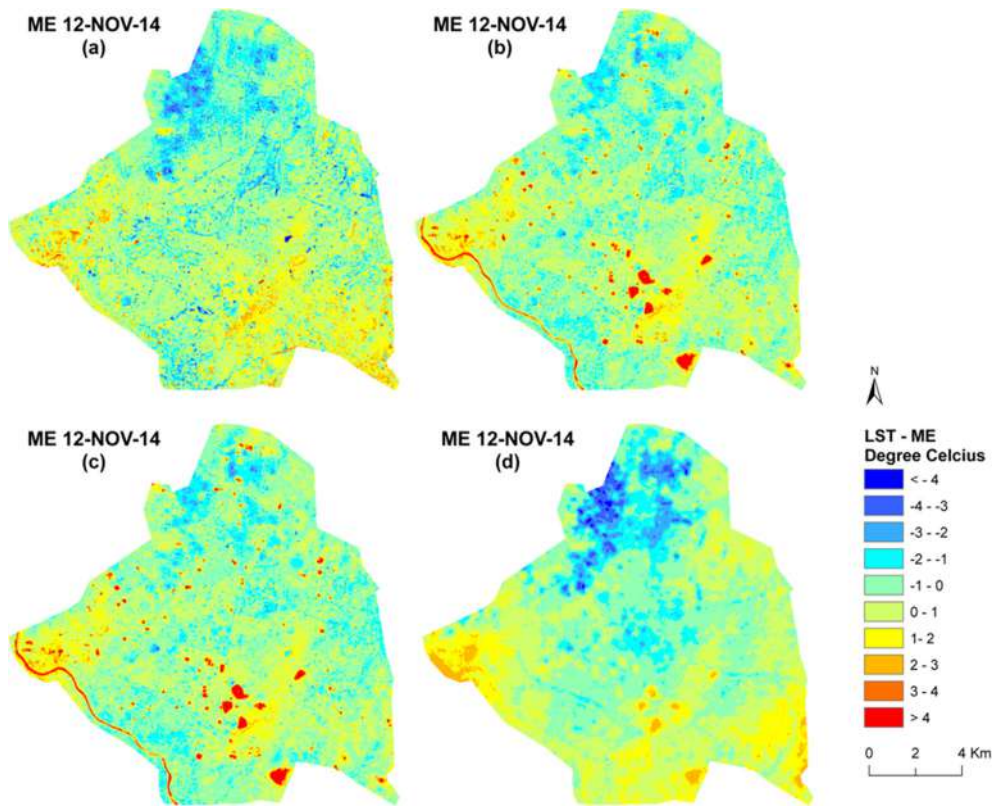 ME 12-NOV-14
(a)
ME 12-NOV-14
(b)
ME 12-NOV-14
(c)
ME 12-NOV-14
(d)
N
LST - ME
Degree Celcius
< - 4
-4 - -3
-3 - -2
-2 - -1
-1 - 0
0 - 1
1- 2
2 - 3
3 - 4
> 4
0 2 4 Km